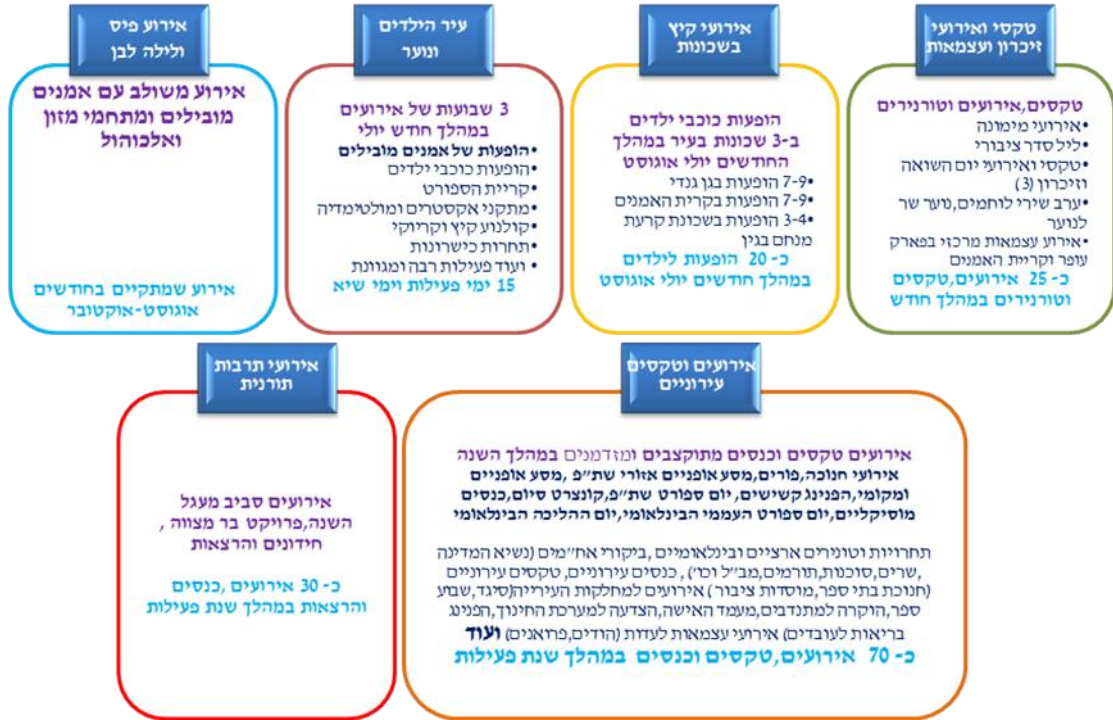 טקסי ואירועי
זיכרון ועצמאות
טקסים,אירועים וטורנירים
•אירועי מימונה
•ליל סדר ציבורי
•טקסי ואירועי יום השואה
וזיכרון (3)
•ערב שירי לוחמים,נוער שר
לנוער
•אירוע עצמאות מרכזי בפארק
עופר וקריית האמנים
כ- 25 אירועים,טקסים
וטורנירים במהלך חודש
אירועי קיץ
בשכונות
הופעות כוכבי ילדים
ב-3 שכונות בעיר במהלך
החודשים יולי אוגוסט
•7-9 הופעות בגן גנדי
•7-9 הופעות בקרית האמנים
•3-4 הופעות בשכונת קרעת
מנחם בגין
כ- 20 הופעות לילדים
במהלך חודשים יולי אוגוסט
עיר הילדים
ונוער
3 שבועות של אירועים
במהלך חודש יולי
•הופעות של אמנים מובילים
•הופעות כוכבי ילדים
•קריית הספורט
•מתקני אקסטרים ומולטימדיה
•קולנוע קיץ וקריוקי
•תחרות כישרונות
• ועוד פעילות רבה ומגוונת
15 ימי פעילות וימי שיא
אירוע פיס
ולילה לבן
אירוע משולב עם אמנים
מובילים ומתחמי מזון
ואלכוהול
אירוע שמתקיים בחודשים
אוגוסט-אוקטובר
אירועים וטקסים
עירוניים
אירועים טקסים וכנסים מתוקצבים ומזדמנים במהלך השנה
אירועי חנוכה,פורים,מסע אופניים אזורי שת"פ ,מסע אופניים
ומקומי,הפנינג קשישים, יום ספורט שת"פ,קונצרט סיום,כנסים
מוסיקליים,יום ספורט העממי הבינלאומי,יום ההליכה הבינלאומי
תחרויות וטונירים ארציים ובינלאומיים ,ביקורי אח"מים (נשיא המדינה
,שרים,סוכנות,תורמים,מב"ל וכו') , כנסים עירוניים, טקסים עירוניים
(חנוכת בתי ספר,מוסדות ציבור ) אירועים למחלקות העירייה(סיגד,שבוע
ספר,הוקרה למתנדבים,מעמד האישה,הצדעה למערכת החינוך,הפנינג
בריאות לעובדים) אירועי עצמאות לעדות (הודים,פרואנים) ועוד
כ- 70 אירועים,טקסים וכנסים במהלך שנת פעילות
אירועי תרבות
תורנית
אירועים סביב מעגל
השנה,פרויקט בר מצווה ,
חידונים והרצאות
כ- 30 אירועים ,כנסים
והרצאות במהלך שנת פעילות